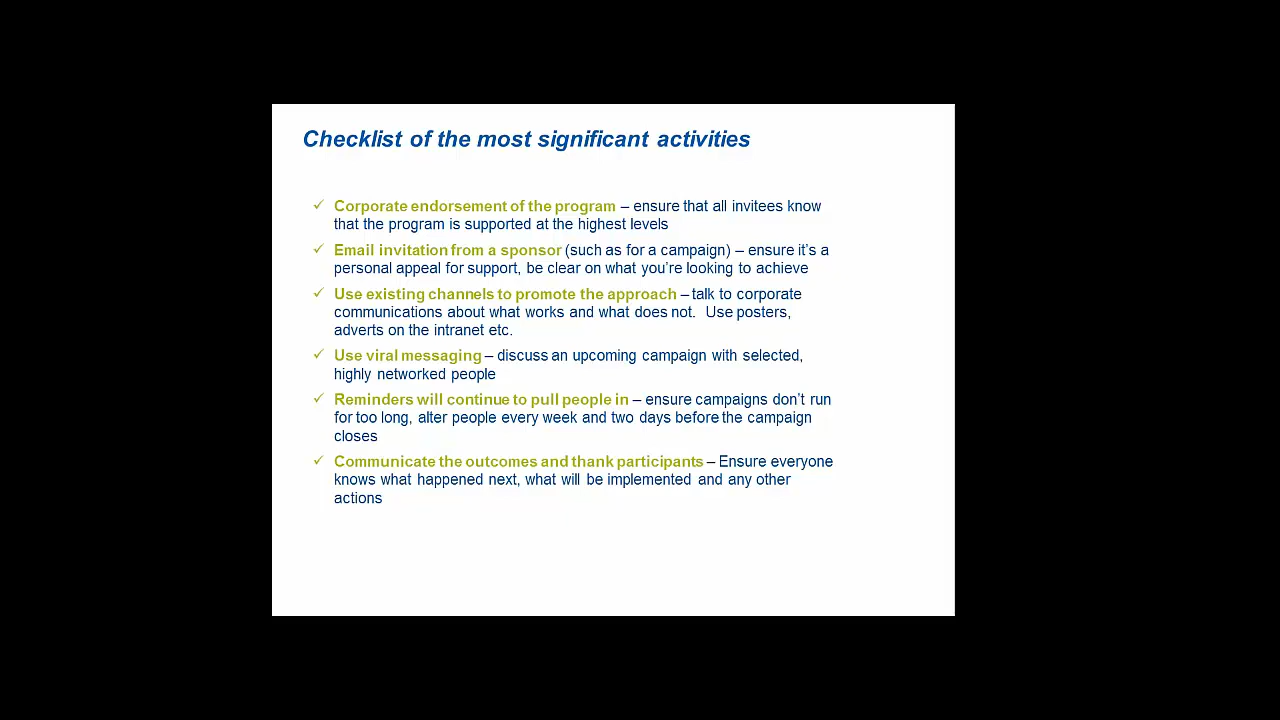 Checklist of the most significant activities
✓ Corporate endorsement of the program – ensure that all invitees know
that the program is supported at the highest levels
✓ Email invitation from a sponsor (such as for a campaign) – ensure it's a
personal appeal for support, be clear on what you're looking to achieve
✓ Use existing channels to promote the approach – talk to corporate
communications about what works and what does not. Use posters,
adverts on the intranet etc.
✓ Use viral messaging – discuss an upcoming campaign with selected,
highly networked people
✓ Reminders will continue to pull people in – ensure campaigns don't run
for too long, alter people every week and two days before the campaign
closes
✓ Communicate the outcomes and thank participants – Ensure everyone
knows what happened next, what will be implemented and any other
actions